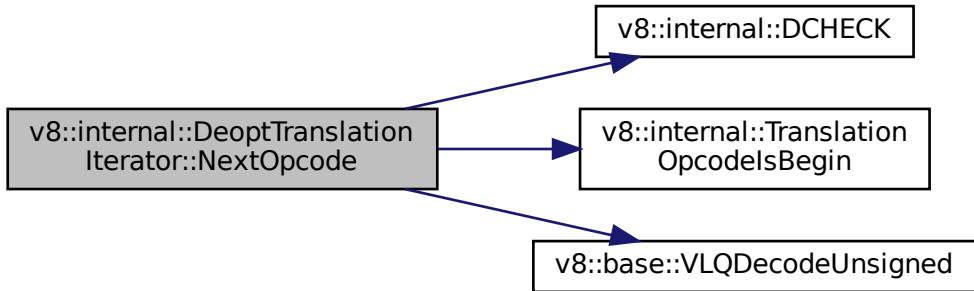 v8::internal::DCHECK
v8::internal::DeoptTranslation
Iterator::NextOpcode
v8::internal::Translation
OpcodeIsBegin
v8::base::VLQDecodeUnsigned